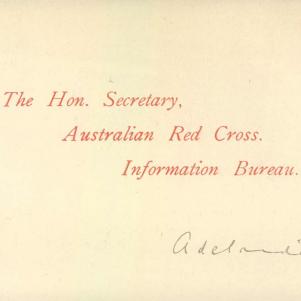 The Hon. Secretary,
Australian Red Cross.
Information Bureau.